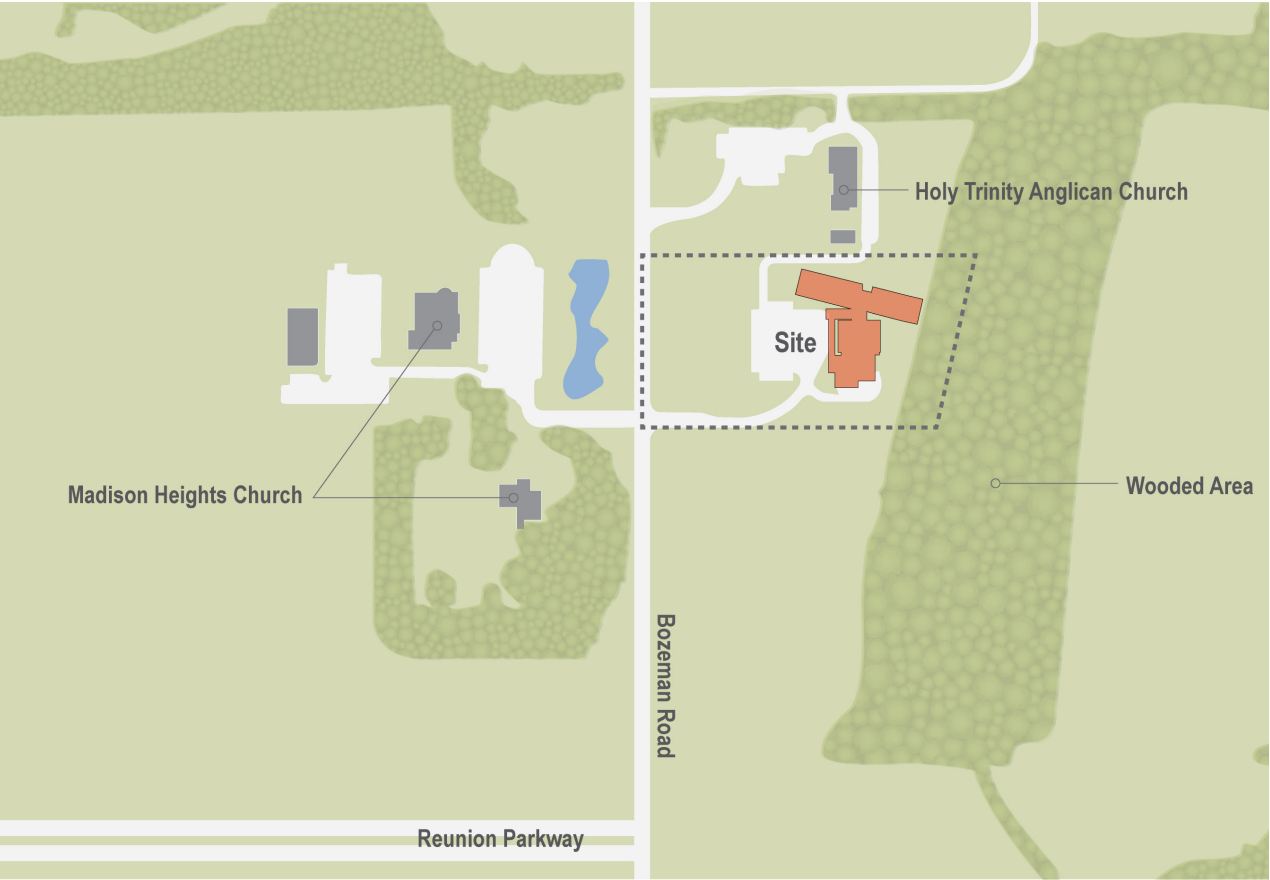 Holy Trinity Anglican Church
Site
Wooded Area
Madison Heights Church
Bozeman Road
Reunion Parkway